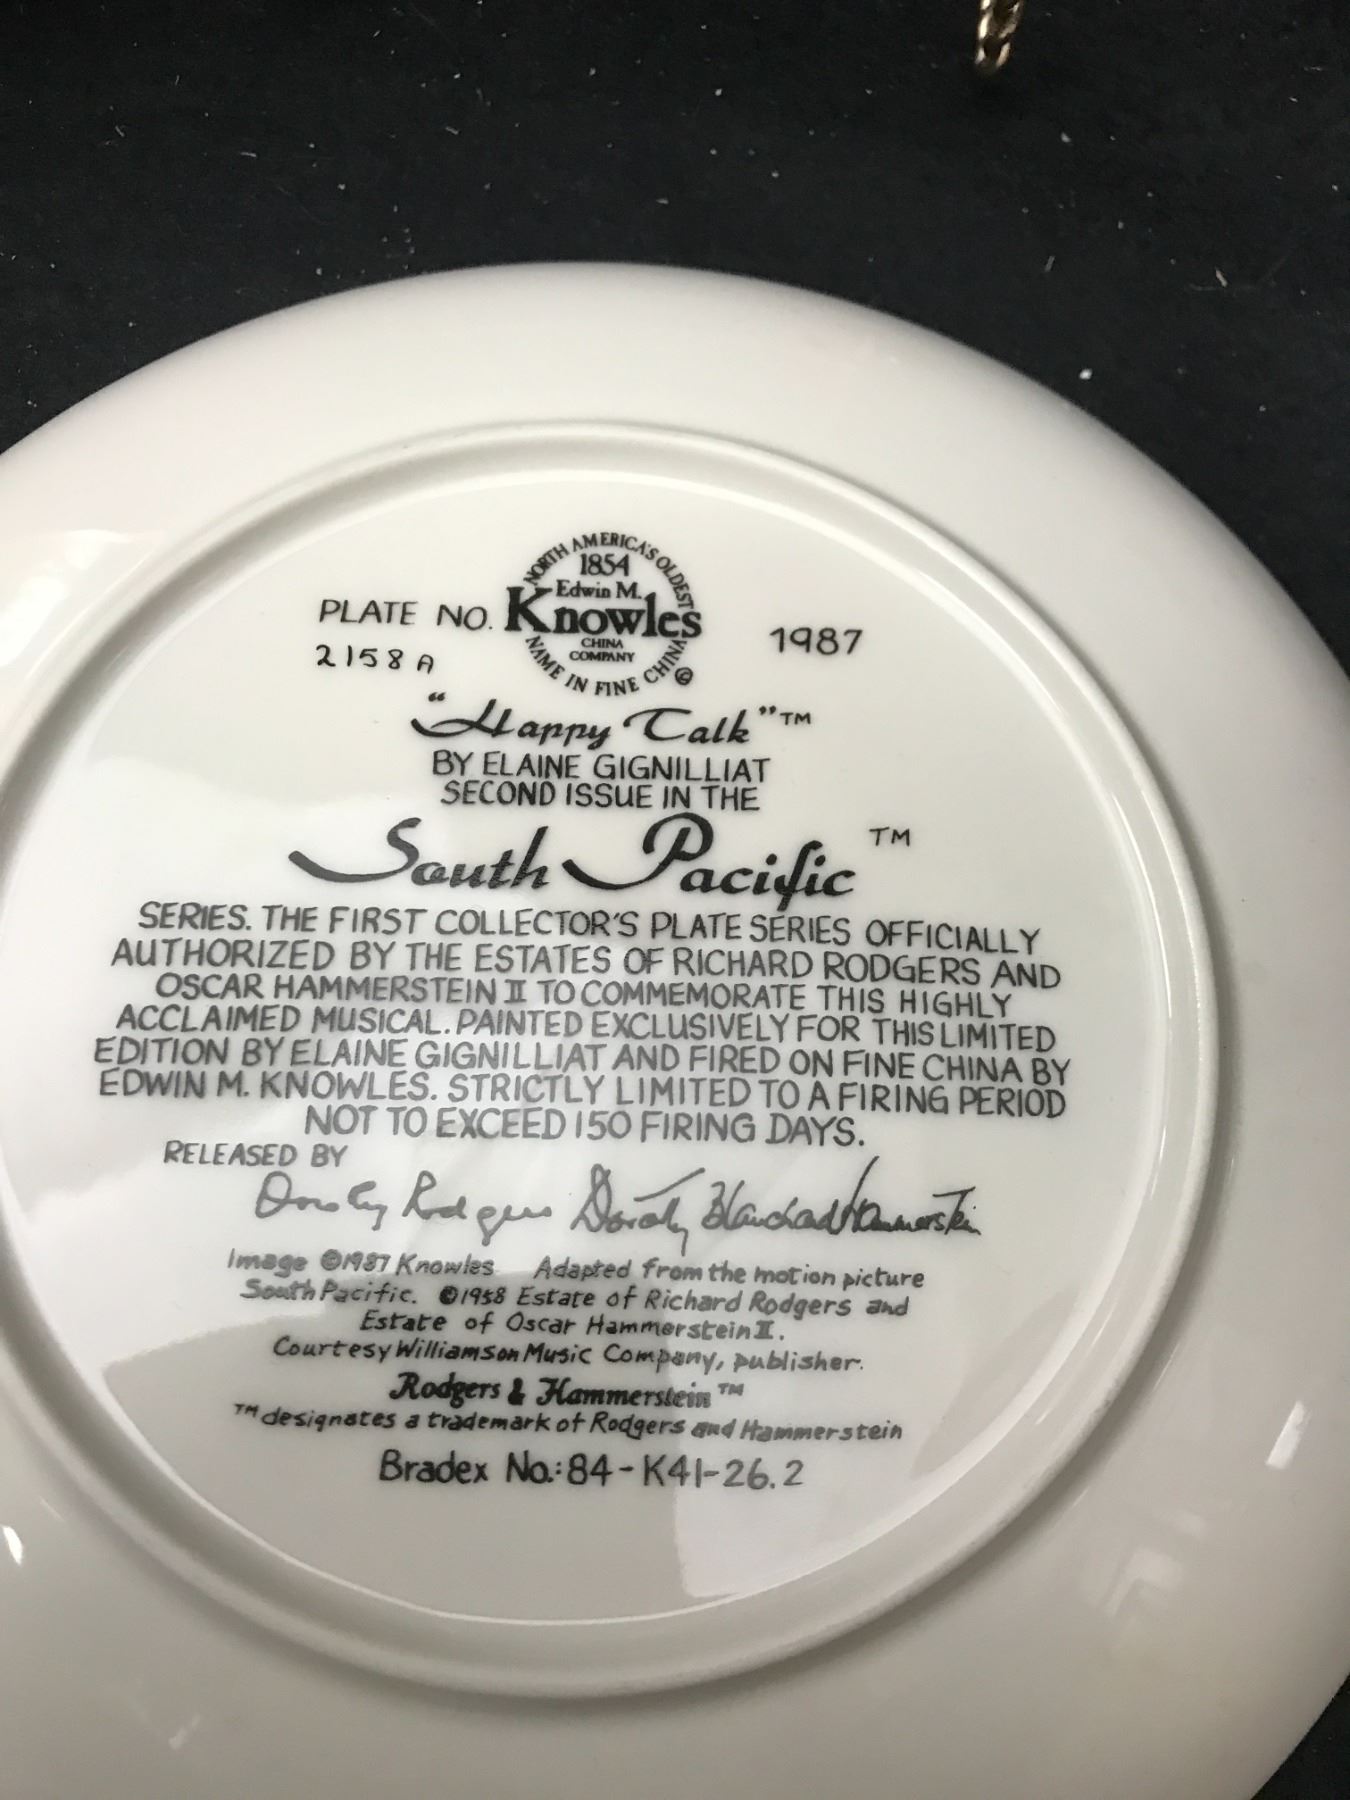 NORTH AMERICA'S OLDEST
1854
Edwin M.
Knowles
CHINA
COMPANY
NAME IN FINE CHINA ©
PLATE NO.
2158A
1987
"Happy Talk"™
BY ELAINE GIGNILLIAT
SECOND ISSUE IN THE
South Pacific ™
SERIES. THE FIRST COLLECTOR'S PLATE SERIES OFFICIALLY
AUTHORIZED BY THE ESTATES OF RICHARD RODGERS AND
OSCAR HAMMERSTEIN II TO COMMEMORATE THIS HIGHLY
ACCLAIMED MUSICAL. PAINTED EXCLUSIVELY FOR THIS LIMITED
EDITION BY ELAINE GIGNILLIAT AND FIRED ON FINE CHINA BY
EDWIN M. KNOWLES. STRICTLY LIMITED TO A FIRING PERIOD
NOT TO EXCEED 150 FIRING DAYS.
RELEASED BY
Dorothy Rodgers Dorothy Blanchard Hammerstein
Image ©1987 Knowles Adapted from the motion picture
South Pacific. ©1958 Estate of Richard Rodgers and
Estate of Oscar Hammerstein II.
Courtesy Williamson Music Company, publisher.
Rodgers & Hammerstein™
™ designates a trademark of Rodgers and Hammerstein
Bradex No.: 84-K41-26.2